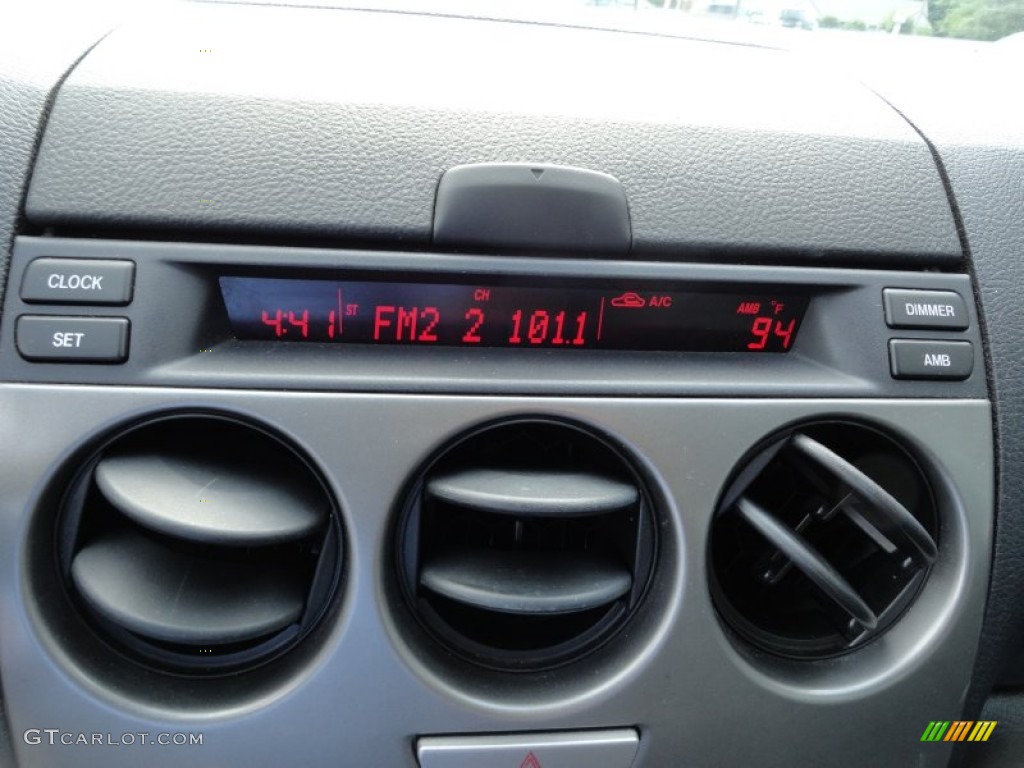 CLOCK
SET
4:41 ST FM2 CH 2 101.1 A/C AMB °F 94
DIMMER
AMB
GTCARLOT.COM